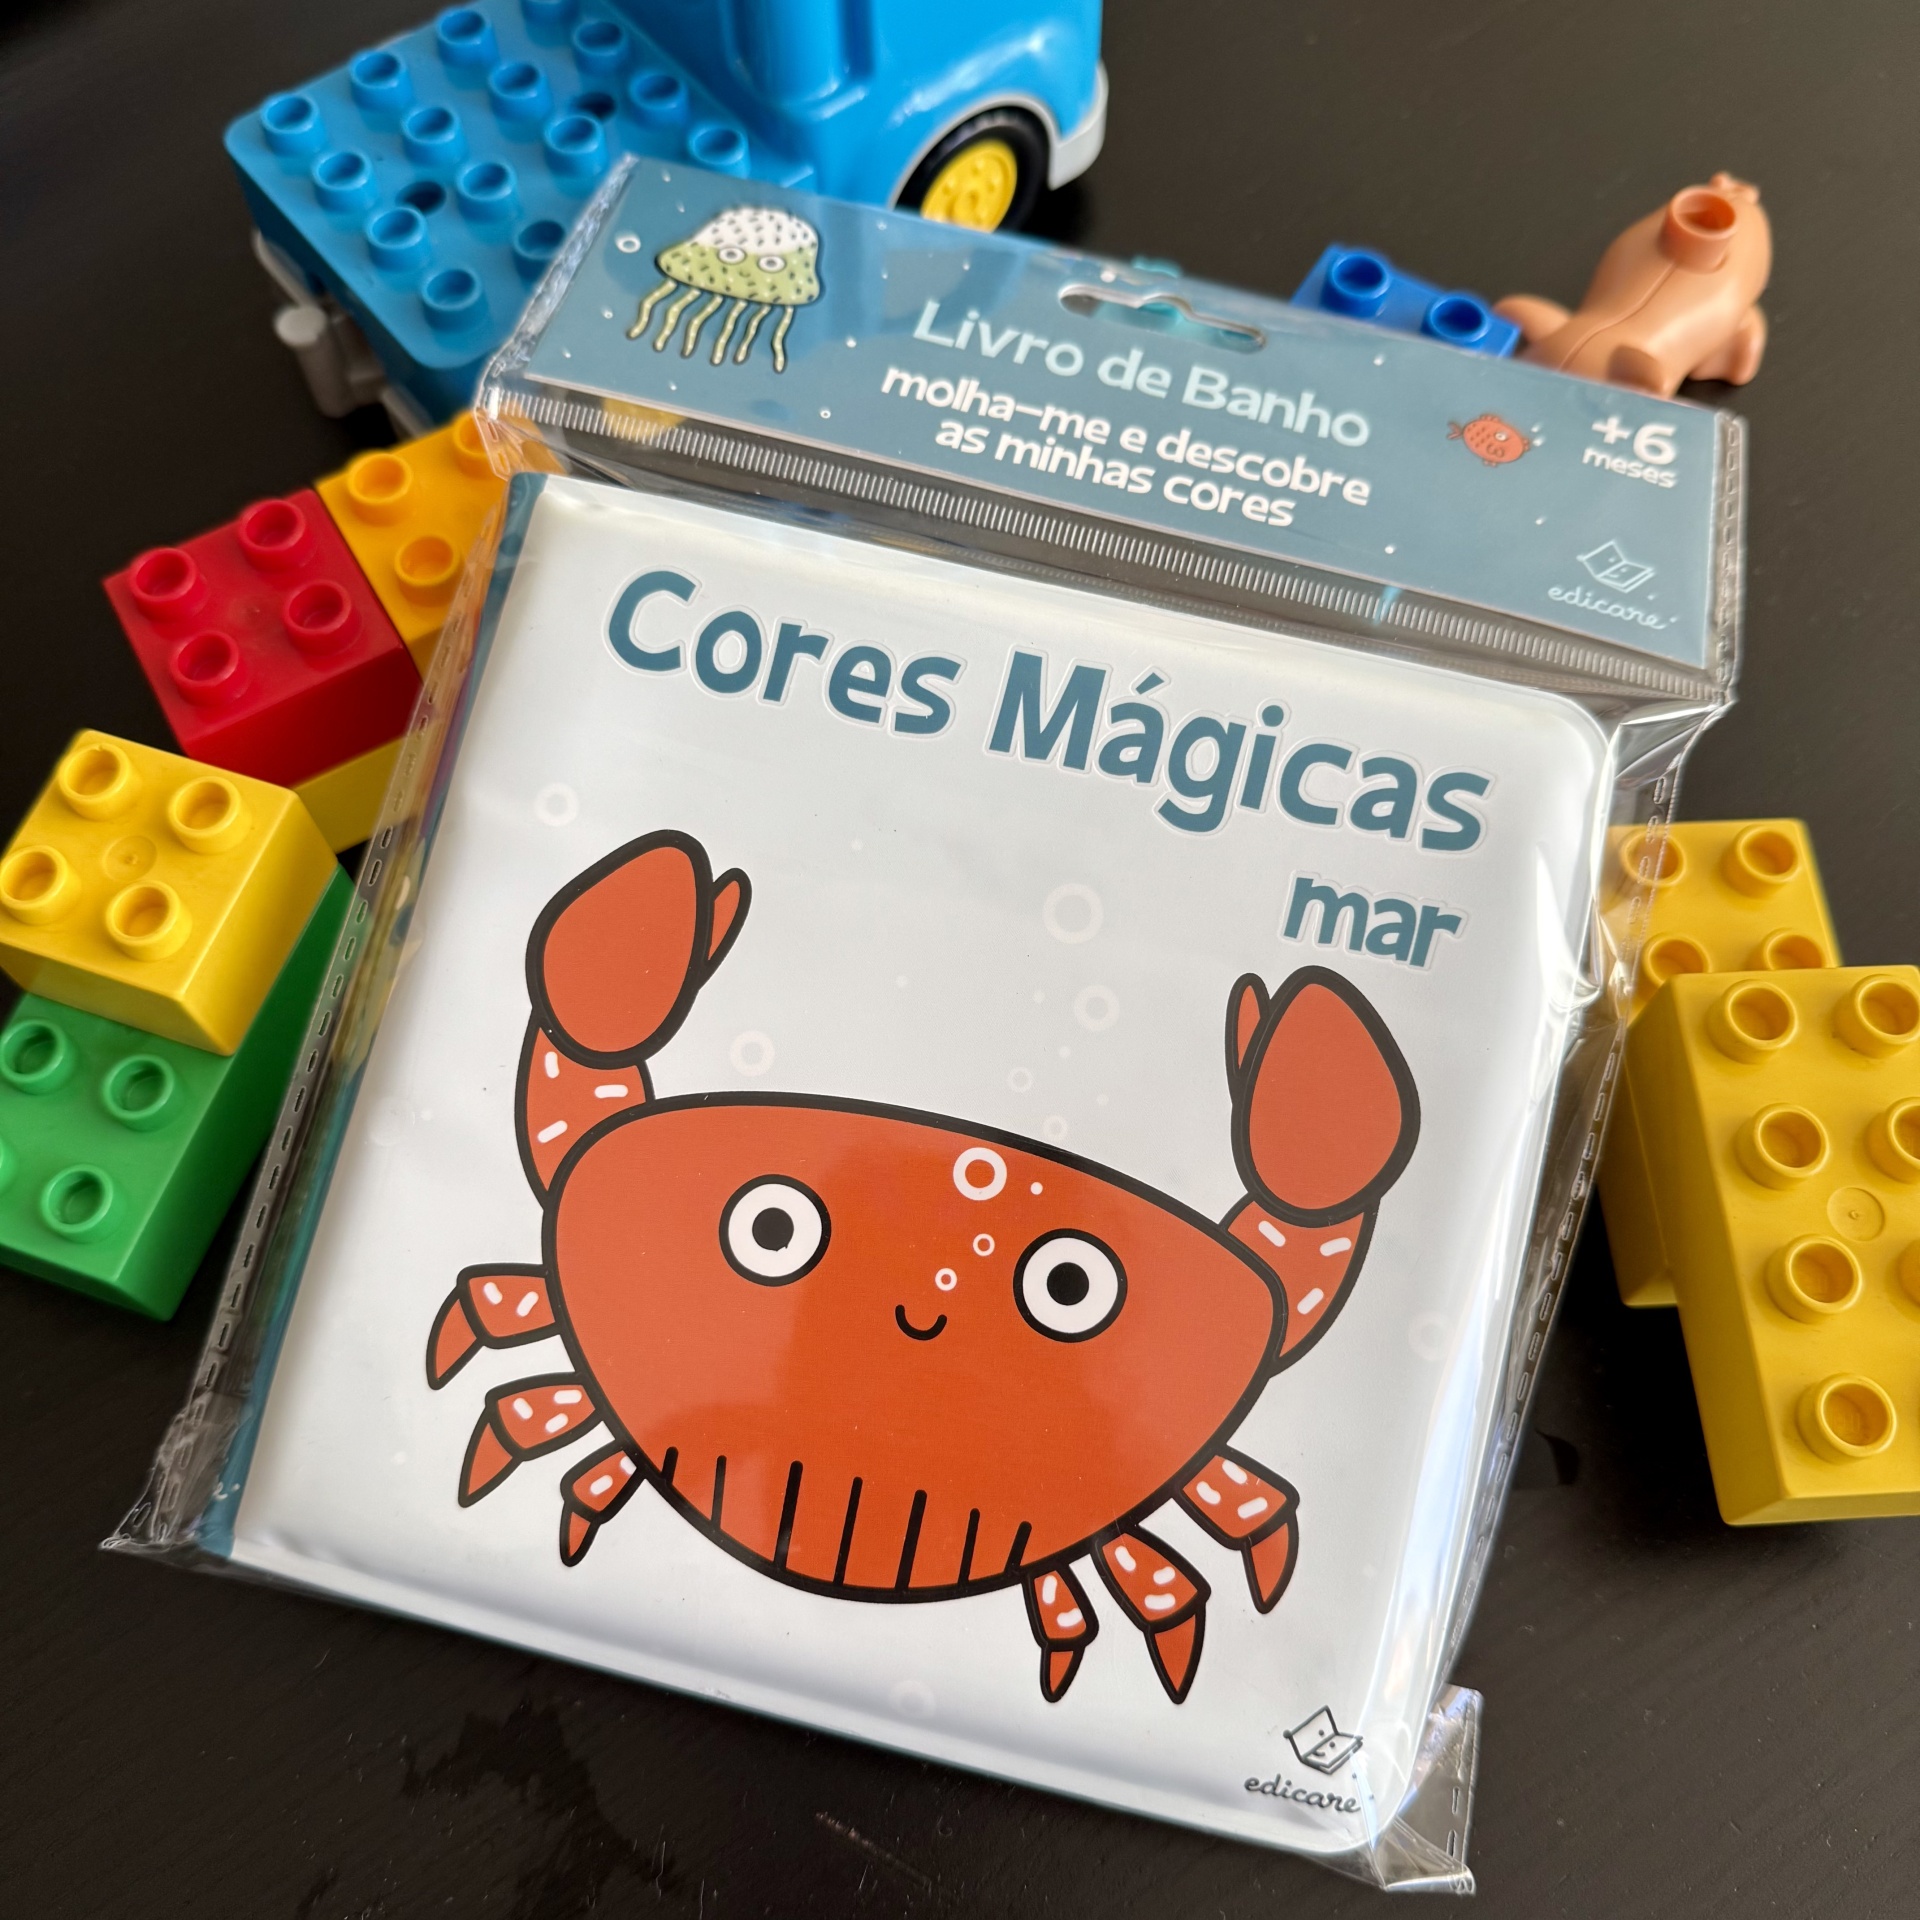 Livro de Banho
molha-me e descobre
as minhas cores
+6
meses
edicare
Cores Mágicas
mar
edicare